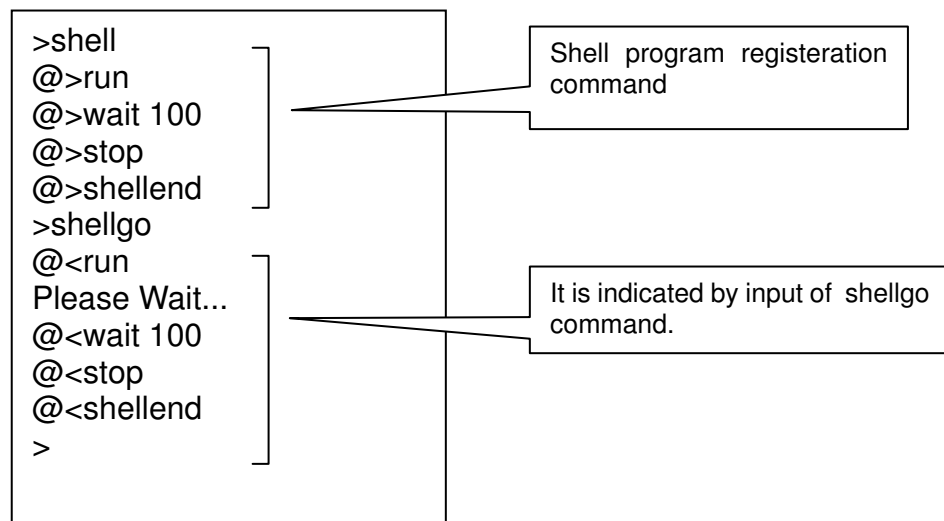 >shell
@>run
@>wait 100
@>stop
@>shellend
>shellgo
@<run
Please Wait...
@<wait 100
@<stop
@<shellend
>
Shell program registeration
command
It is indicated by input of shellgo
command.